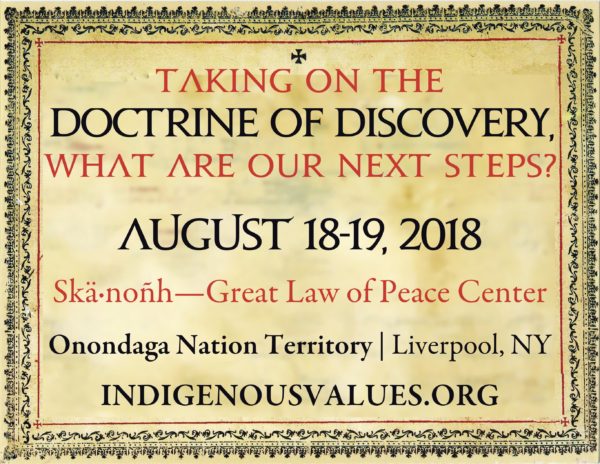 TAKING ON THE
DOCTRINE OF DISCOVERY,
WHAT ARE OUR NEXT STEPS?
AUGUST 18-19, 2018
Skä·noñh—Great Law of Peace Center
Onondaga Nation Territory | Liverpool, NY
INDIGENOUSVALUES.ORG